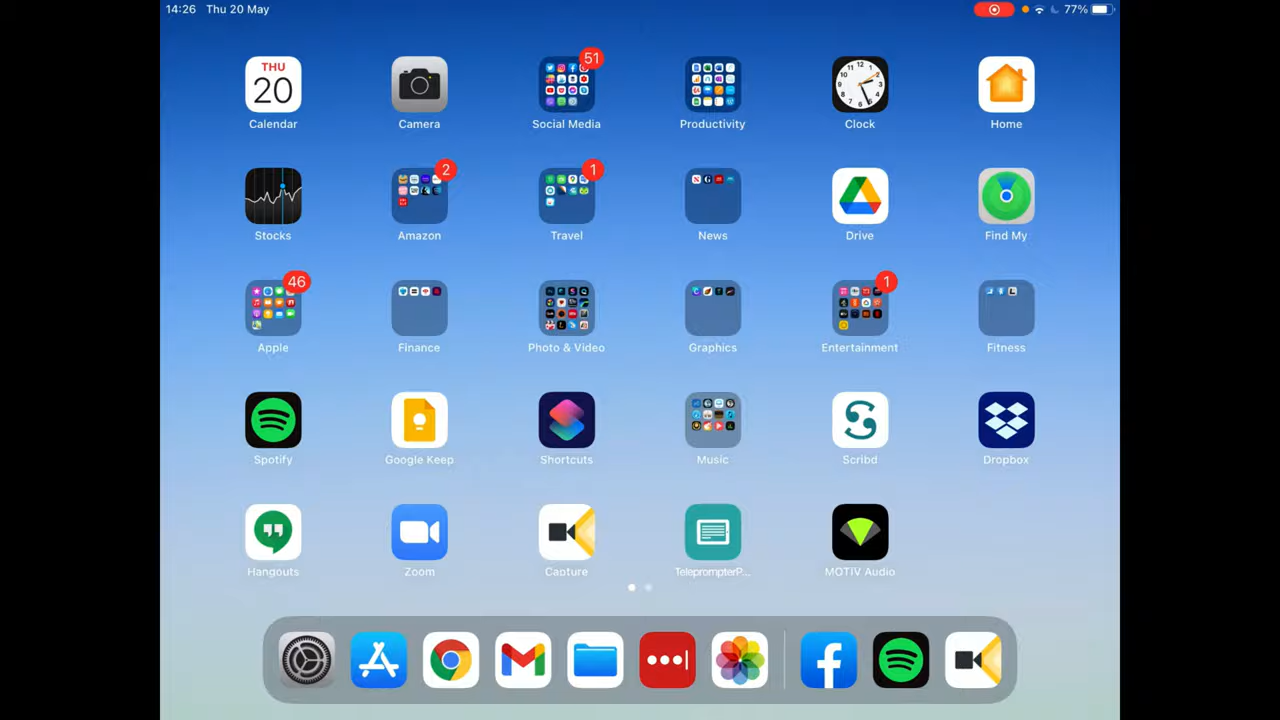 14:26 Thu 20 May 77%
THU
20
51
12
Calendar Camera Social Media Productivity Clock Home
2 1
Stocks Amazon Travel News Drive Find My
46 1
Apple Finance Photo & Video Graphics Entertainment Fitness
Spotify Google Keep Shortcuts Music Scribd Dropbox
Hangouts Zoom Capture TeleprompterP... MOTIV Audio